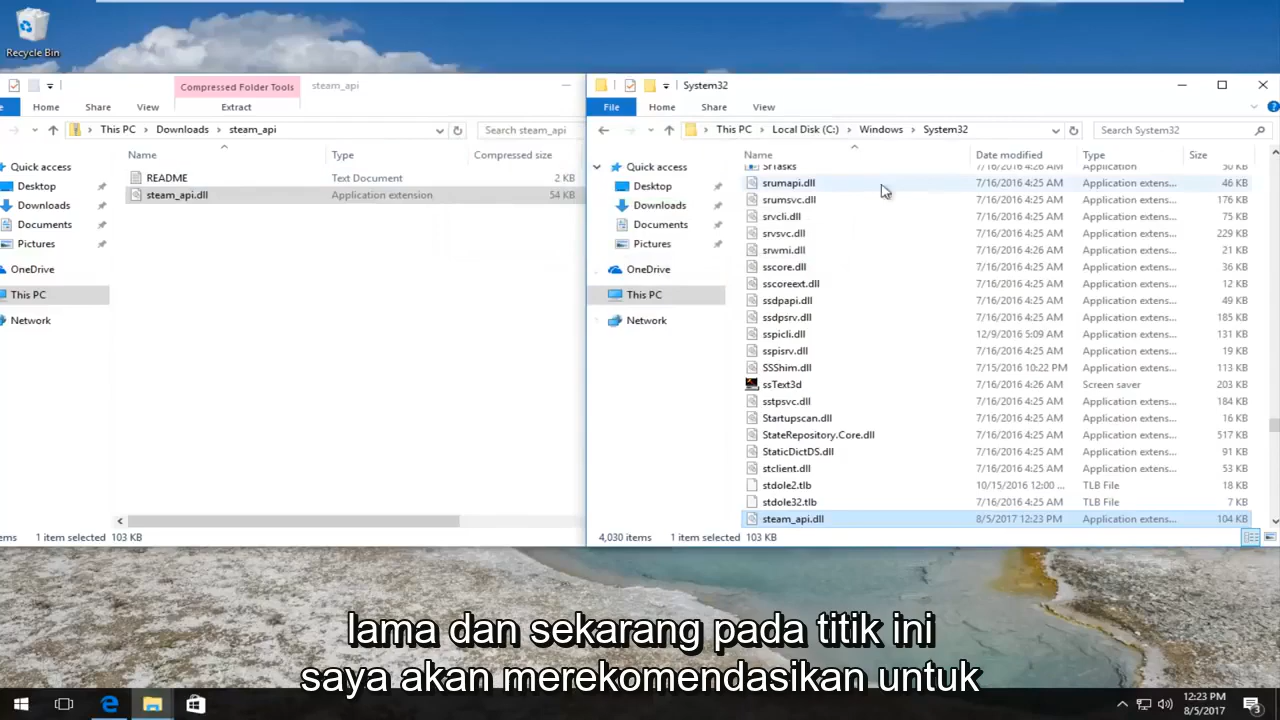 Recycle Bin
Compressed Folder Tools
steam_api
Home
Share
View
Extract
This PC
Downloads
steam_api
Search steam_api
Name
Type
Compressed size
Quick access
Desktop
Downloads
Documents
Pictures
OneDrive
This PC
Network
README
Text Document
2 KB
steam_api.dll
Application extension
54 KB
1 item selected 103 KB
System32
File
Home
Share
View
This PC
Local Disk (C:)
Windows
System32
Search System32
Quick access
Desktop
Downloads
Documents
Pictures
OneDrive
This PC
Network
Name Date modified Type Size
srumapi.dll 7/16/2016 4:25 AM Application extens... 46 KB
srumsvc.dll 7/16/2016 4:25 AM Application extens... 176 KB
srvcli.dll 7/16/2016 4:25 AM Application extens... 75 KB
srvsvc.dll 7/16/2016 4:25 AM Application extens... 229 KB
srwmi.dll 7/16/2016 4:26 AM Application extens... 21 KB
sscore.dll 7/16/2016 4:25 AM Application extens... 36 KB
sscoreext.dll 7/16/2016 4:25 AM Application extens... 12 KB
ssdpapi.dll 7/16/2016 4:25 AM Application extens... 49 KB
ssdpsrv.dll 7/16/2016 4:25 AM Application extens... 185 KB
sspicli.dll 12/9/2016 5:09 AM Application extens... 131 KB
sspisrv.dll 7/16/2016 4:25 AM Application extens... 19 KB
SSShim.dll 7/15/2016 10:22 PM Application extens... 113 KB
ssText3d 7/16/2016 4:26 AM Screen saver 203 KB
sstpsvc.dll 7/16/2016 4:25 AM Application extens... 184 KB
Startupscan.dll 7/16/2016 4:25 AM Application extens... 16 KB
StateRepository.Core.dll 7/16/2016 4:25 AM Application extens... 517 KB
StaticDictDS.dll 7/16/2016 4:25 AM Application extens... 91 KB
stclient.dll 7/16/2016 4:25 AM Application extens... 53 KB
stdole2.tlb 10/15/2016 12:00 ... TLB File 18 KB
stdole32.tlb 7/16/2016 4:25 AM TLB File 7 KB
steam_api.dll 8/5/2017 12:23 PM Application extens... 104 KB
4,030 items 1 item selected 103 KB
lama dan sekarang pada titik ini
saya akan merekomendasikan untuk
12:23 PM
8/5/2017
3